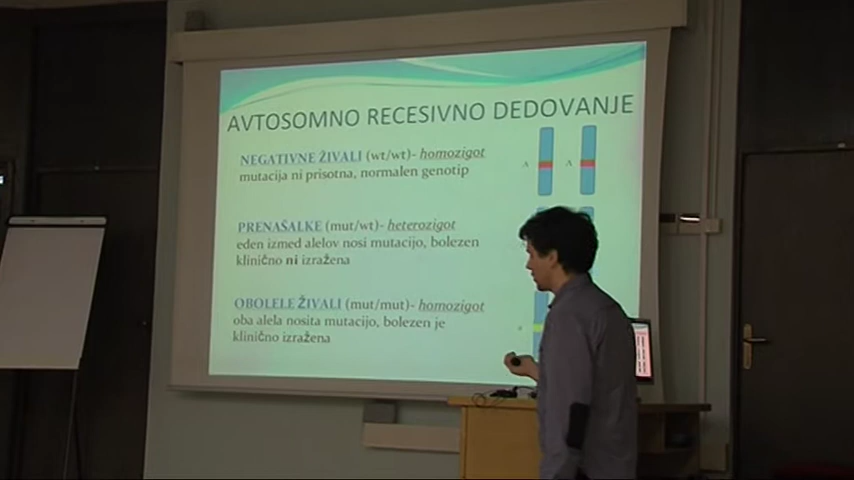 AVTOSOMNO RECESIVNO DEDOVANJE
NEGATIVNE ŽIVALI (wt/wt)- homozigot
mutacija ni prisotna, normalen genotip
A A
PRENAŠALKE (mut/wt)- heterozigot
eden izmed alelov nosi mutacijo, bolezen
klinično ni izražena
OBOLELE ŽIVALI (mut/mut)- homozigot
oba alela nosita mutacijo, bolezen je
klinično izražena